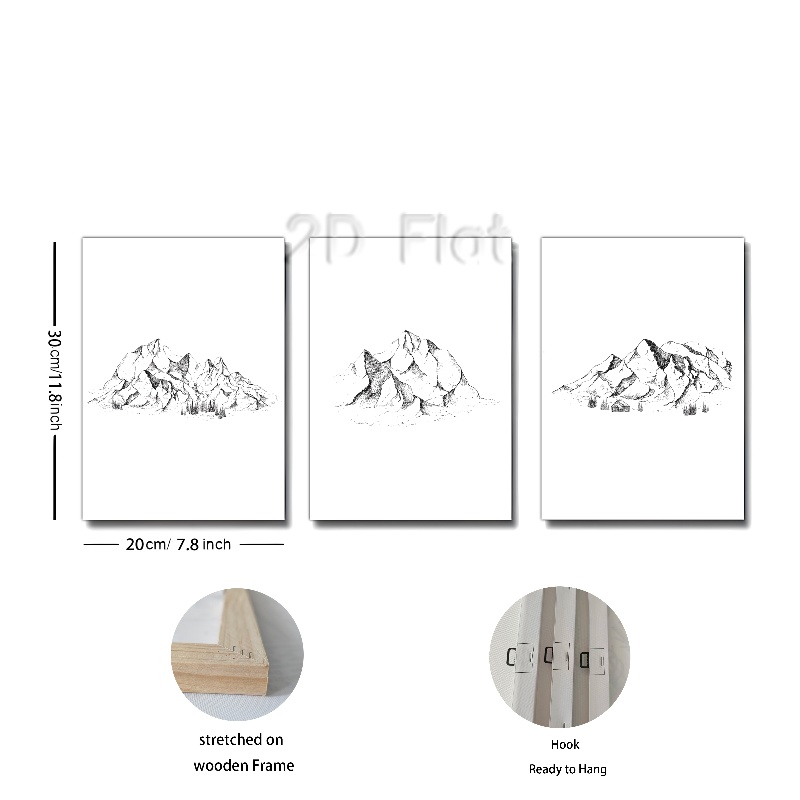 2D Flat
30cm/11.8inch
20cm/ 7.8 inch
stretched on
wooden Frame
Hook
Ready to Hang